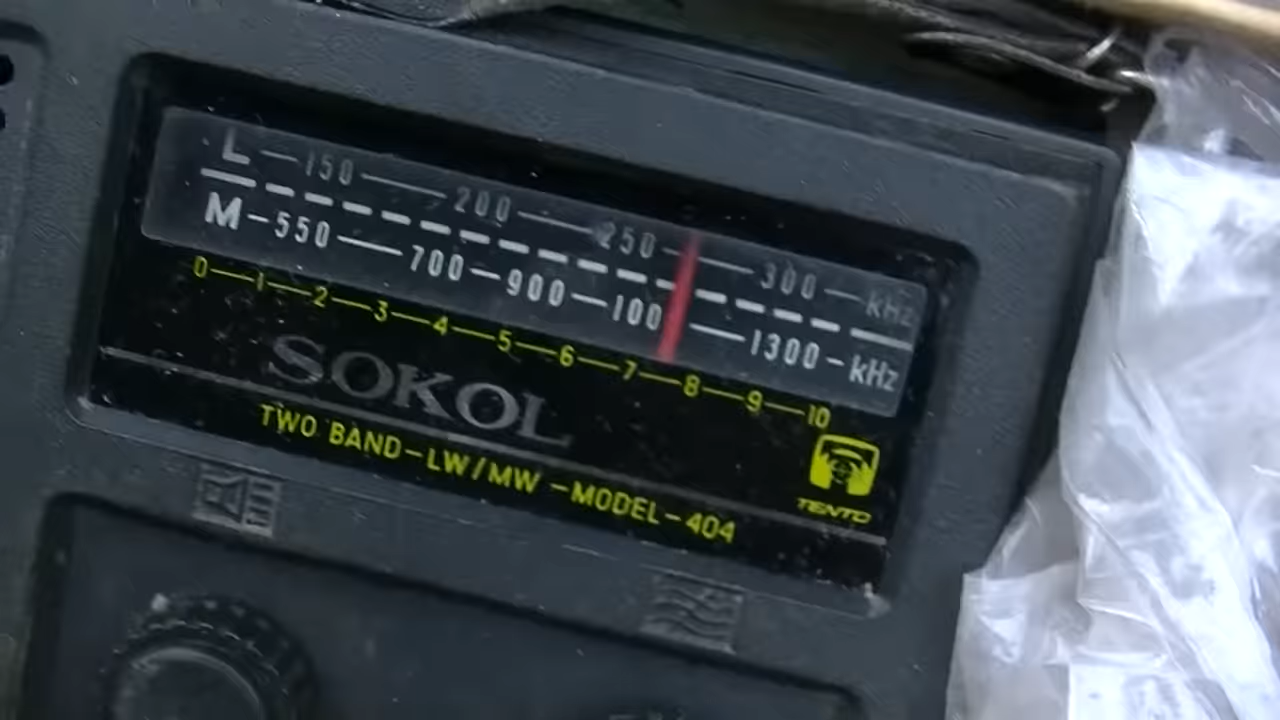 L — 150 — 200 — 250 — 300 — kHz
M — 550 — 700 — 900 — 100 — 1300 - kHz
0—1—2—3—4—5—6—7—8—9—10
SOKOL
TWO BAND-LW/MW -MODEL-404
TENTO